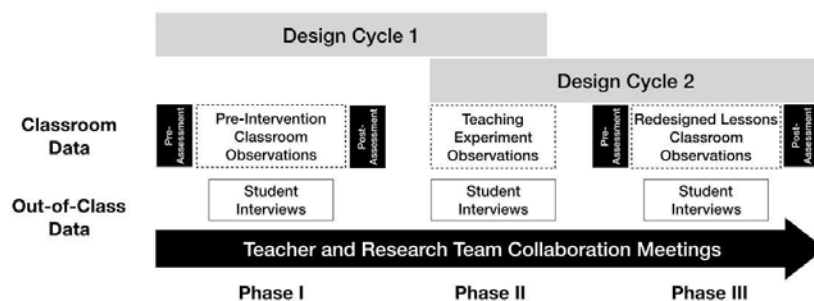 Design Cycle 1
Design Cycle 2
Classroom
Data
Pre-
Assessment
Pre-Intervention
Classroom
Observations
Post-
Assessment
Teaching
Experiment
Observations
Pre-
Assessment
Redesigned Lessons
Classroom
Observations
Post-
Assessment
Out-of-Class
Data
Student
Interviews
Student
Interviews
Student
Interviews
Teacher and Research Team Collaboration Meetings
Phase I
Phase II
Phase III